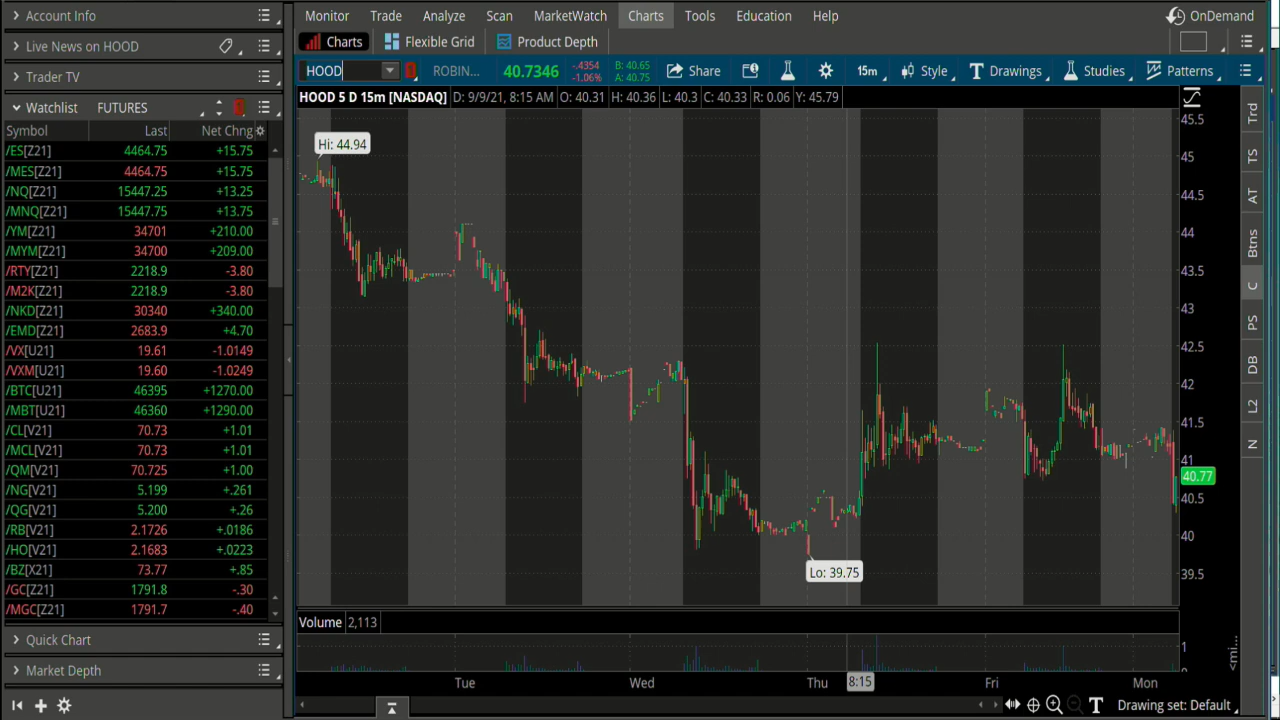 Account Info
Live News on HOOD
Trader TV
Watchlist FUTURES
Symbol Last Net Chng
/ES[Z21] 4464.75 +15.75
/MES[Z21] 4464.75 +15.75
/NQ[Z21] 15447.25 +13.25
/MNQ[Z21] 15447.25 +13.75
/YM[Z21] 34701 +210.00
/MYM[Z21] 34700 +209.00
/RTY[Z21] 2218.9 -3.80
/M2K[Z21] 2218.9 -3.80
/NKD[Z21] 30340 +340.00
/EMD[Z21] 2683.9 +4.70
/VX[U21] 19.61 -1.0149
/VXM[U21] 19.60 -1.0249
/BTC[U21] 46395 +1270.00
/MBT[U21] 46360 +1290.00
/CL[V21] 70.73 +1.01
/MCL[V21] 70.73 +1.01
/QM[V21] 70.725 +1.00
/NG[V21] 5.199 +.261
/QG[V21] 5.200 +.26
/RB[V21] 2.1726 +.0186
/HO[V21] 2.1683 +.0223
/BZ[X21] 73.77 +.85
/GC[Z21] 1791.8 -.30
/MGC[Z21] 1791.7 -.40
Quick Chart
Market Depth
Monitor Trade Analyze Scan MarketWatch Charts Tools Education Help OnDemand
Charts Flexible Grid Product Depth
HOOD ROBIN... 40.7346 -.4354 -1.06% B: 40.65 A: 40.75 Share 15m Style Drawings Studies Patterns
HOOD 5 D 15m [NASDAQ] D: 9/9/21, 8:15 AM O: 40.31 H: 40.36 L: 40.3 C: 40.33 R: 0.06 Y: 45.79
Hi: 44.94
Lo: 39.75
45.5
45
44.5
44
43.5
43
42.5
42
41.5
41
40.77
40.5
40
39.5
Volume 2,113
1
Tue Wed Thu 8:15 Fri Mon
<mi...
Trd
TS
AT
Btns
C
PS
DB
L2
N
T Drawing set: Default